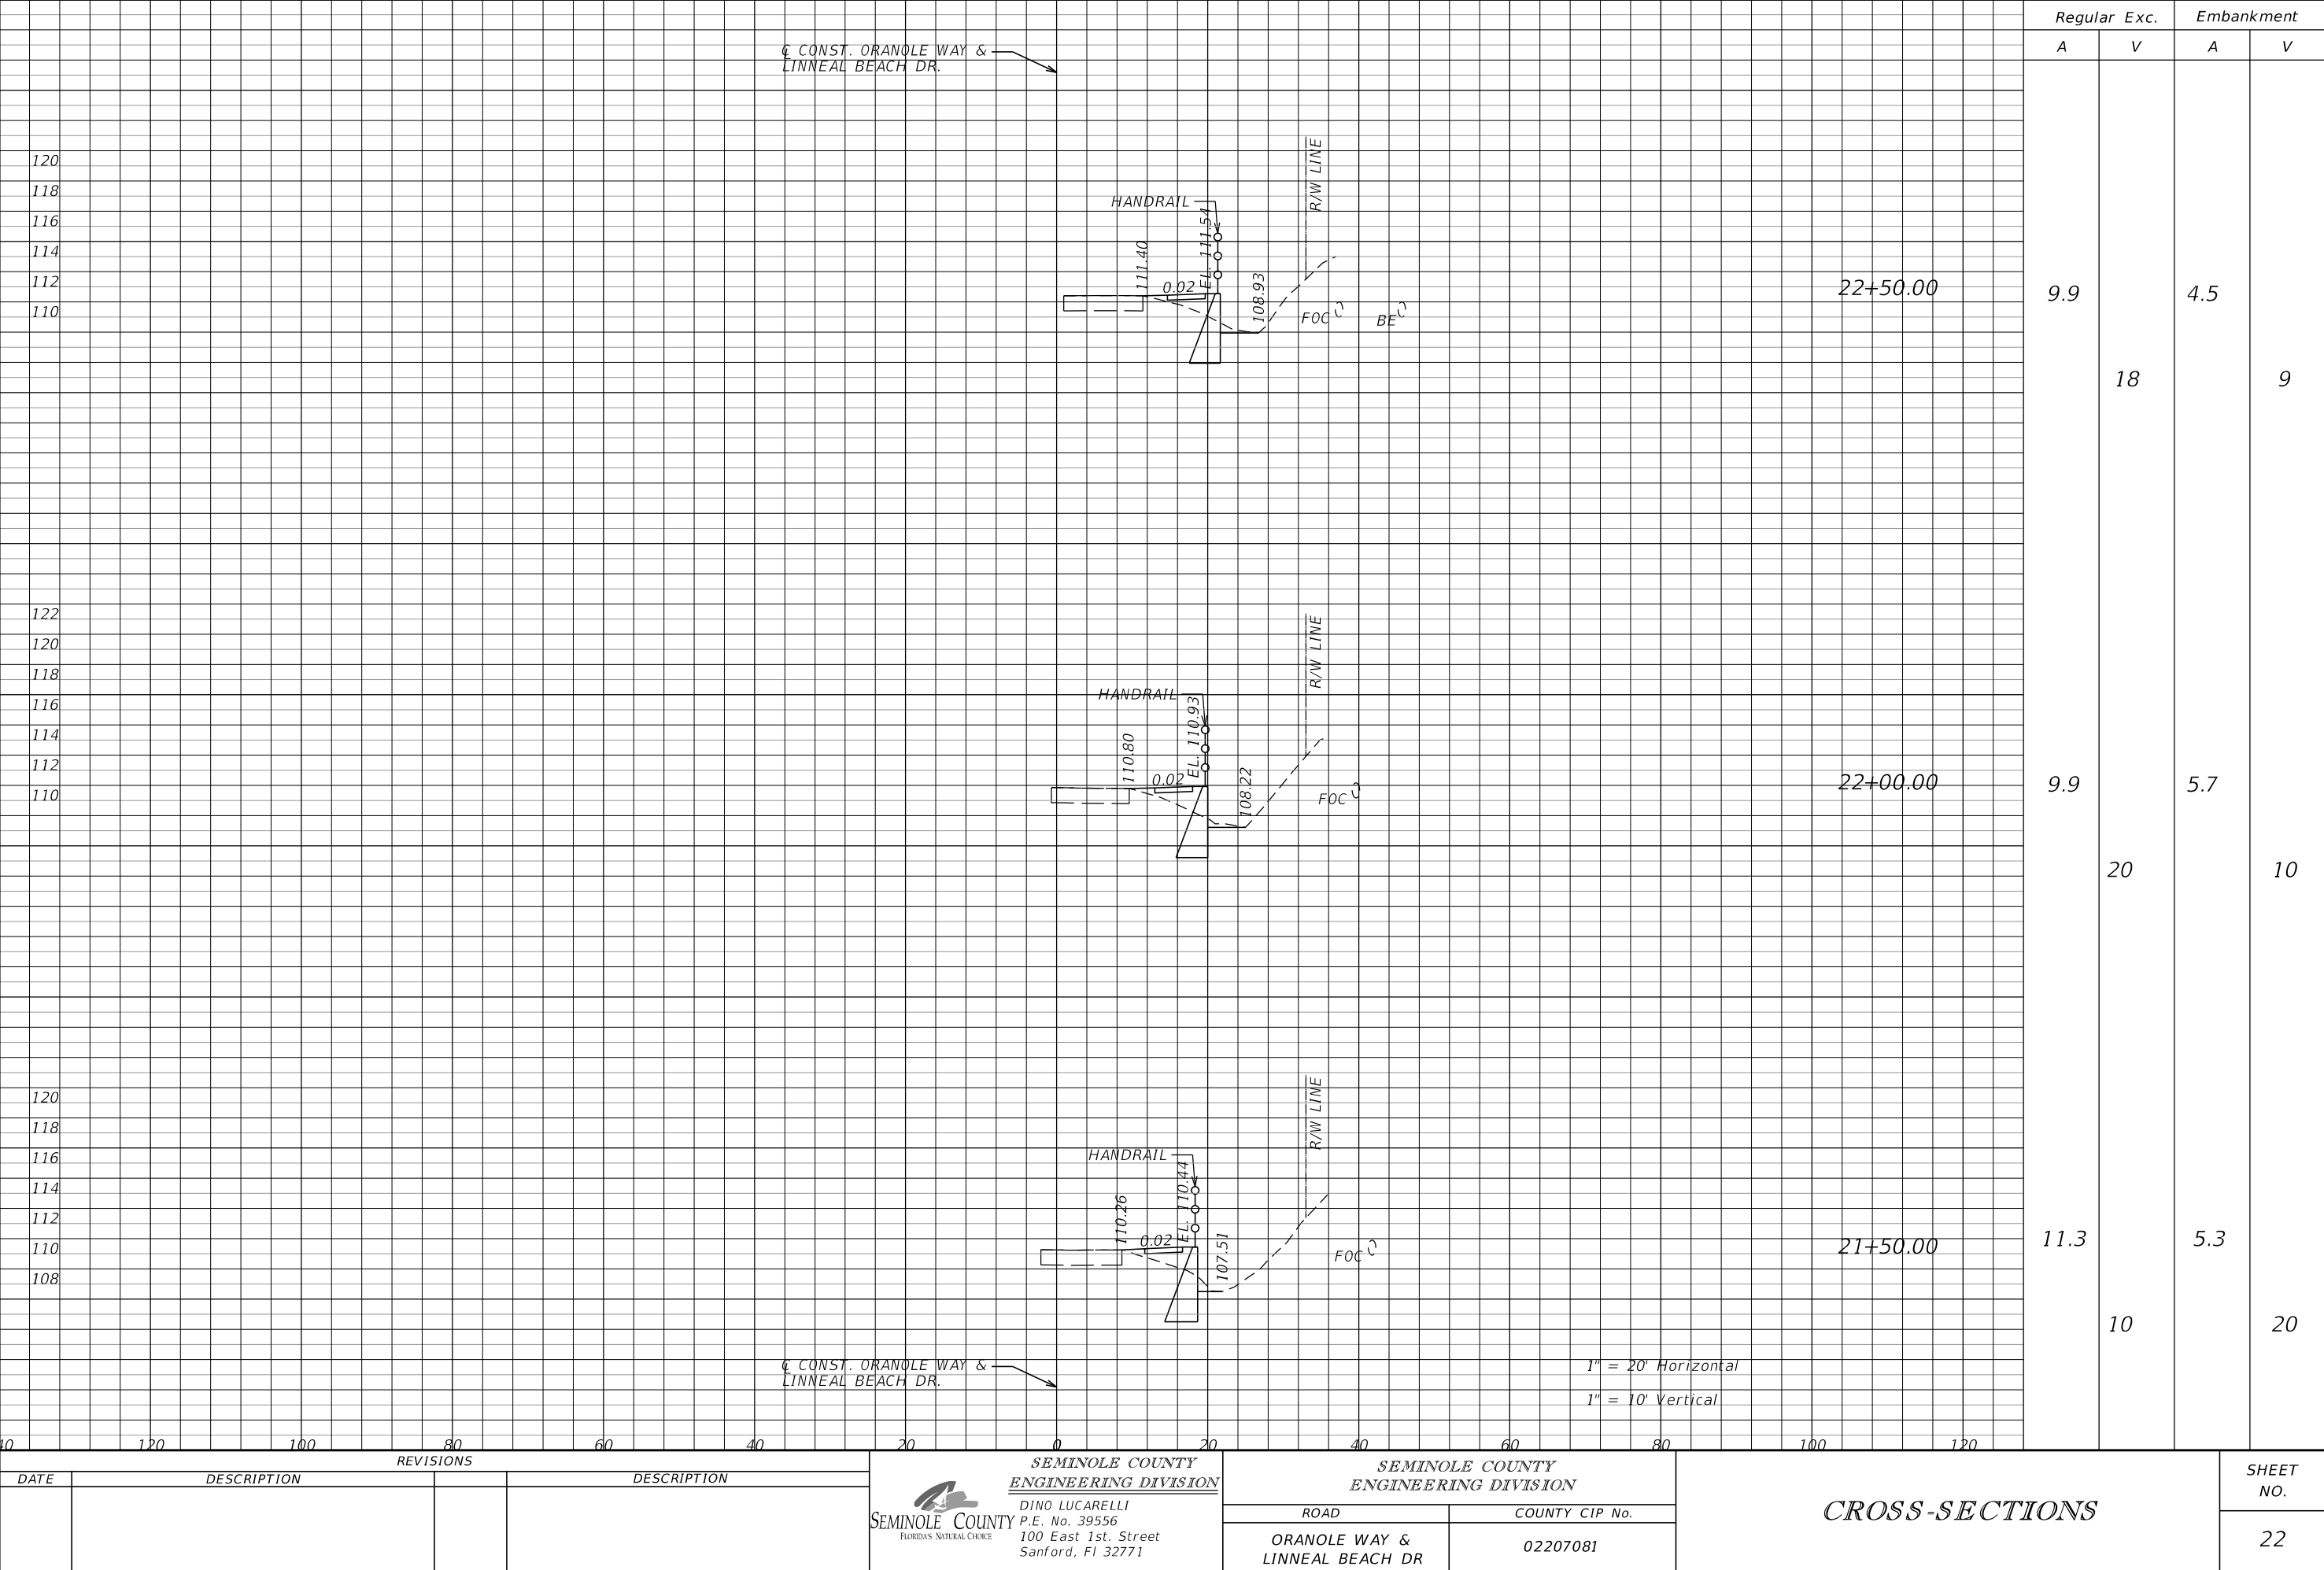 Regular Exc. Embankment
A V A V
℄ CONST. ORANOLE WAY &
LINNEAL BEACH DR.
120
118
116
114
112
110
HANDRAIL
R/W LINE
111.40
0.02
EL. 111.54
108.93
FOC
BE
22+50.00
9.9
4.5
18
9
122
120
118
116
114
112
110
HANDRAIL
R/W LINE
110.80
0.02
EL. 110.93
108.22
FOC
22+00.00
9.9
5.7
20
10
120
118
116
114
112
110
108
HANDRAIL
R/W LINE
110.26
0.02
EL. 110.44
107.51
FOC
21+50.00
11.3
5.3
10
20
℄ CONST. ORANOLE WAY &
LINNEAL BEACH DR.
1" = 20' Horizontal
1" = 10' Vertical
40 120 100 80 60 40 20 0 20 40 60 80 100 120
REVISIONS
DATE DESCRIPTION DESCRIPTION
SEMINOLE COUNTY
FLORIDA'S NATURAL CHOICE
SEMINOLE COUNTY
ENGINEERING DIVISION
DINO LUCARELLI
P.E. No. 39556
100 East 1st. Street
Sanford, Fl 32771
SEMINOLE COUNTY
ENGINEERING DIVISION
ROAD COUNTY CIP No.
ORANOLE WAY &
LINNEAL BEACH DR
02207081
CROSS-SECTIONS
SHEET
NO.
22